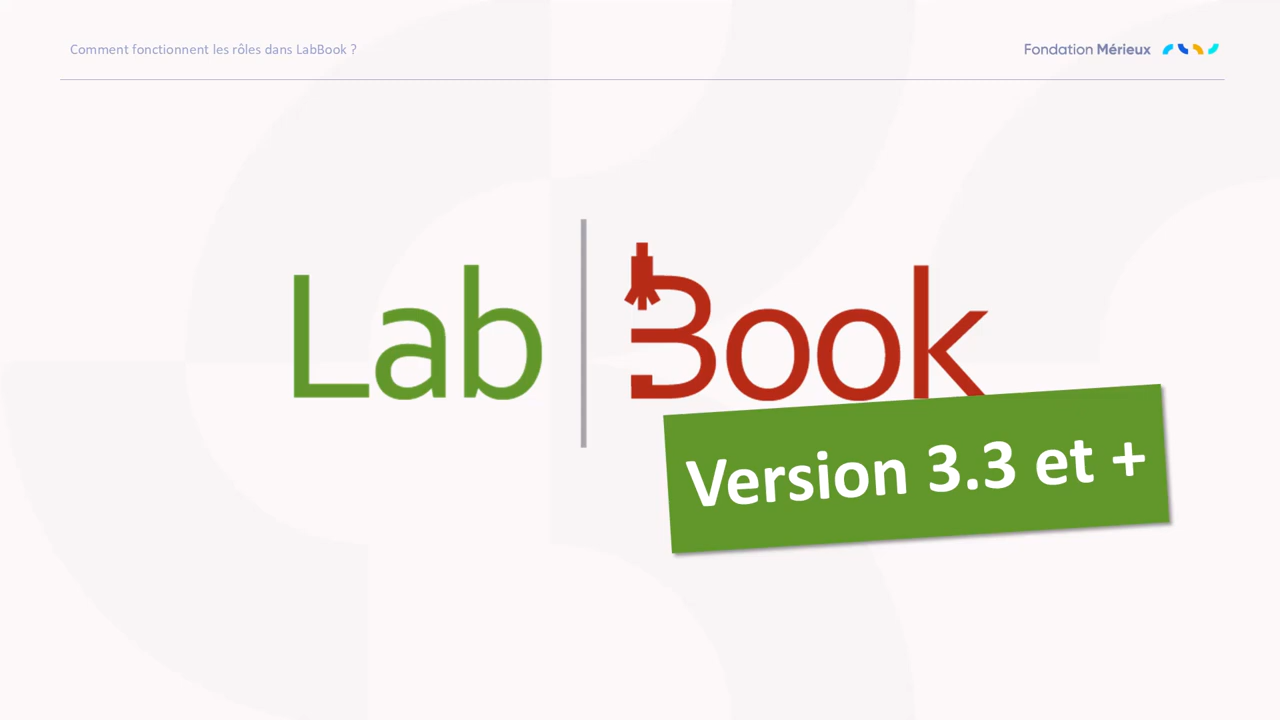 Comment fonctionnent les rôles dans LabBook ?
Fondation Mérieux
Lab Book
Version 3.3 et +